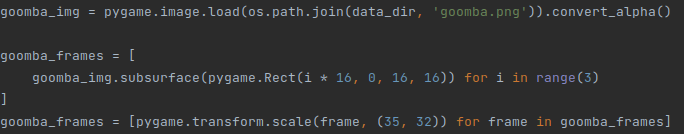 goomba_img = pygame.image.load(os.path.join(data_dir, 'goomba.png')).convert_alpha()
goomba_frames = [
    goomba_img.subsurface(pygame.Rect(i * 16, 0, 16, 16)) for i in range(3)
]
goomba_frames = [pygame.transform.scale(frame, (35, 32)) for frame in goomba_frames]